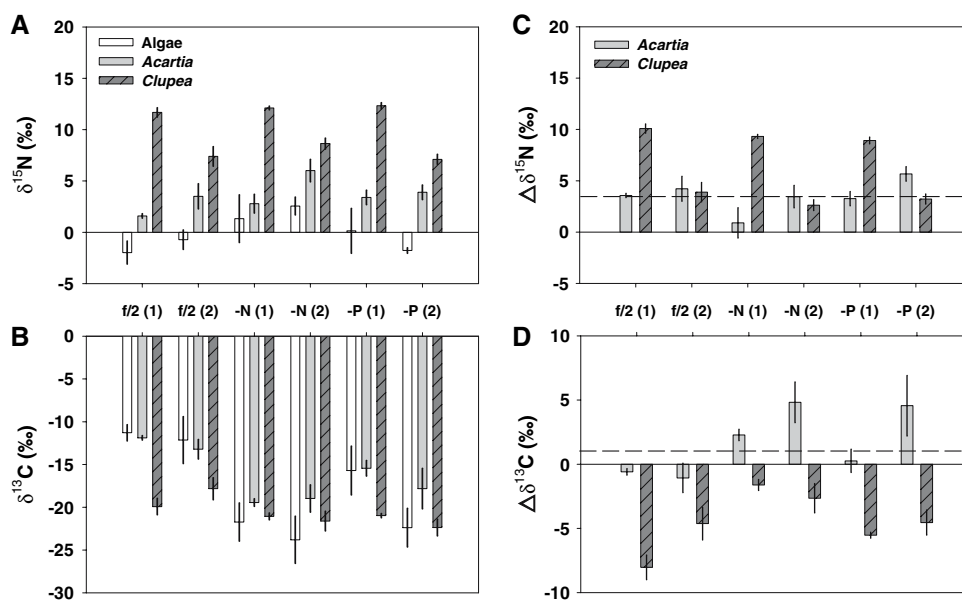 A
20
15
10
5
0
-5
δ15N (‰)
Algae
Acartia
Clupea
C
20
15
10
5
0
-5
Δδ15N (‰)
Acartia
Clupea
f/2 (1) f/2 (2) -N (1) -N (2) -P (1) -P (2)
f/2 (1) f/2 (2) -N (1) -N (2) -P (1) -P (2)
B
0
-5
-10
-15
-20
-25
-30
δ13C (‰)
D
10
5
0
-5
-10
Δδ13C (‰)